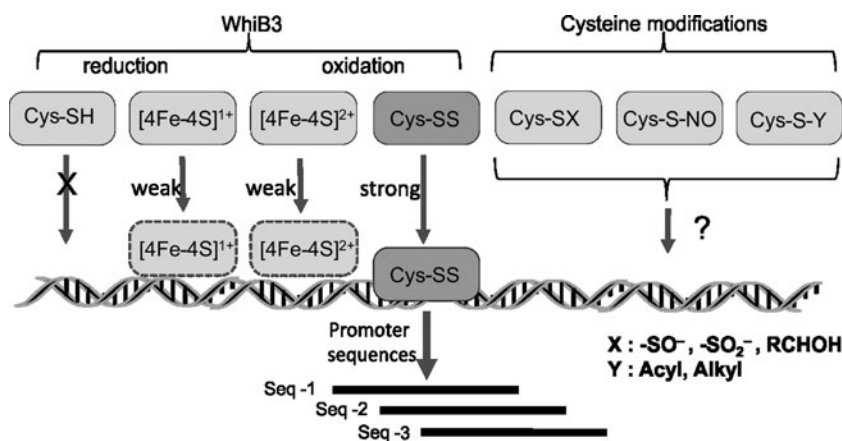 WhiB3 Cysteine modifications
reduction oxidation
Cys-SH [4Fe-4S]¹⁺ [4Fe-4S]²⁺ Cys-SS Cys-SX Cys-S-NO Cys-S-Y
X weak weak strong ?
[4Fe-4S]¹⁺ [4Fe-4S]²⁺ Cys-SS
Promoter
sequences
X : -SO⁻, -SO₂⁻, RCHOH
Y : Acyl, Alkyl
Seq -1
Seq -2
Seq -3